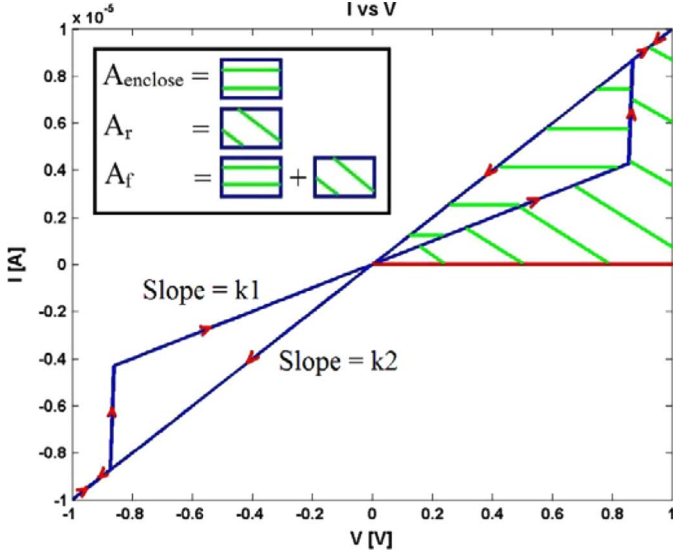 I vs V
x 10⁻⁵
1
0.8
0.6
0.4
0.2
0
-0.2
-0.4
-0.6
-0.8
-1
I [A]
A_enclose =
A_r =
A_f = +
Slope = k1
Slope = k2
-1 -0.8 -0.6 -0.4 -0.2 0 0.2 0.4 0.6 0.8 1
V [V]